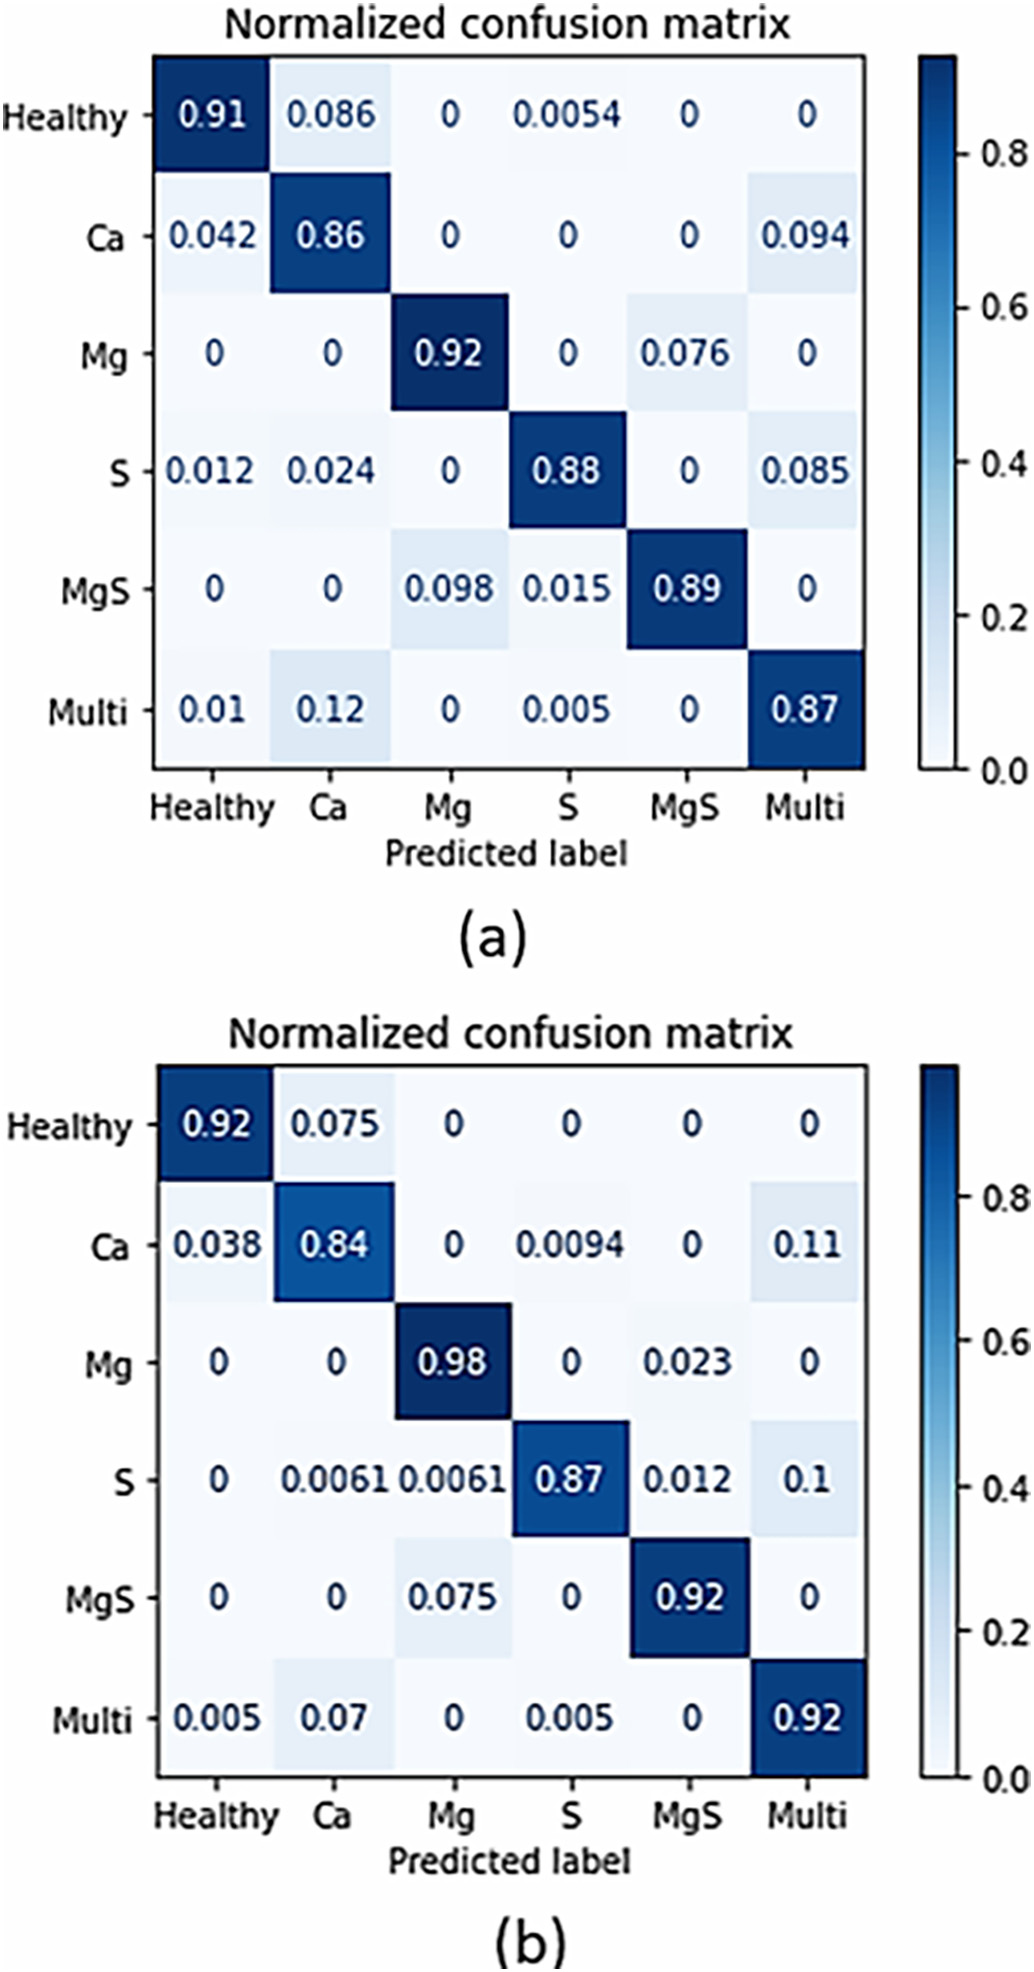 Normalized confusion matrix
Healthy 0.91 0.086 0 0.0054 0 0
0.8
Ca 0.042 0.86 0 0 0 0.094
0.6
Mg 0 0 0.92 0 0.076 0
S 0.012 0.024 0 0.88 0 0.085
0.4
MgS 0 0 0.098 0.015 0.89 0
0.2
Multi 0.01 0.12 0 0.005 0 0.87
0.0
Healthy Ca Mg S MgS Multi
Predicted label
(a)
Normalized confusion matrix
Healthy 0.92 0.075 0 0 0 0
0.8
Ca 0.038 0.84 0 0.0094 0 0.11
0.6
Mg 0 0 0.98 0 0.023 0
S 0 0.0061 0.0061 0.87 0.012 0.1
0.4
MgS 0 0 0.075 0 0.92 0
0.2
Multi 0.005 0.07 0 0.005 0 0.92
0.0
Healthy Ca Mg S MgS Multi
Predicted label
(b)